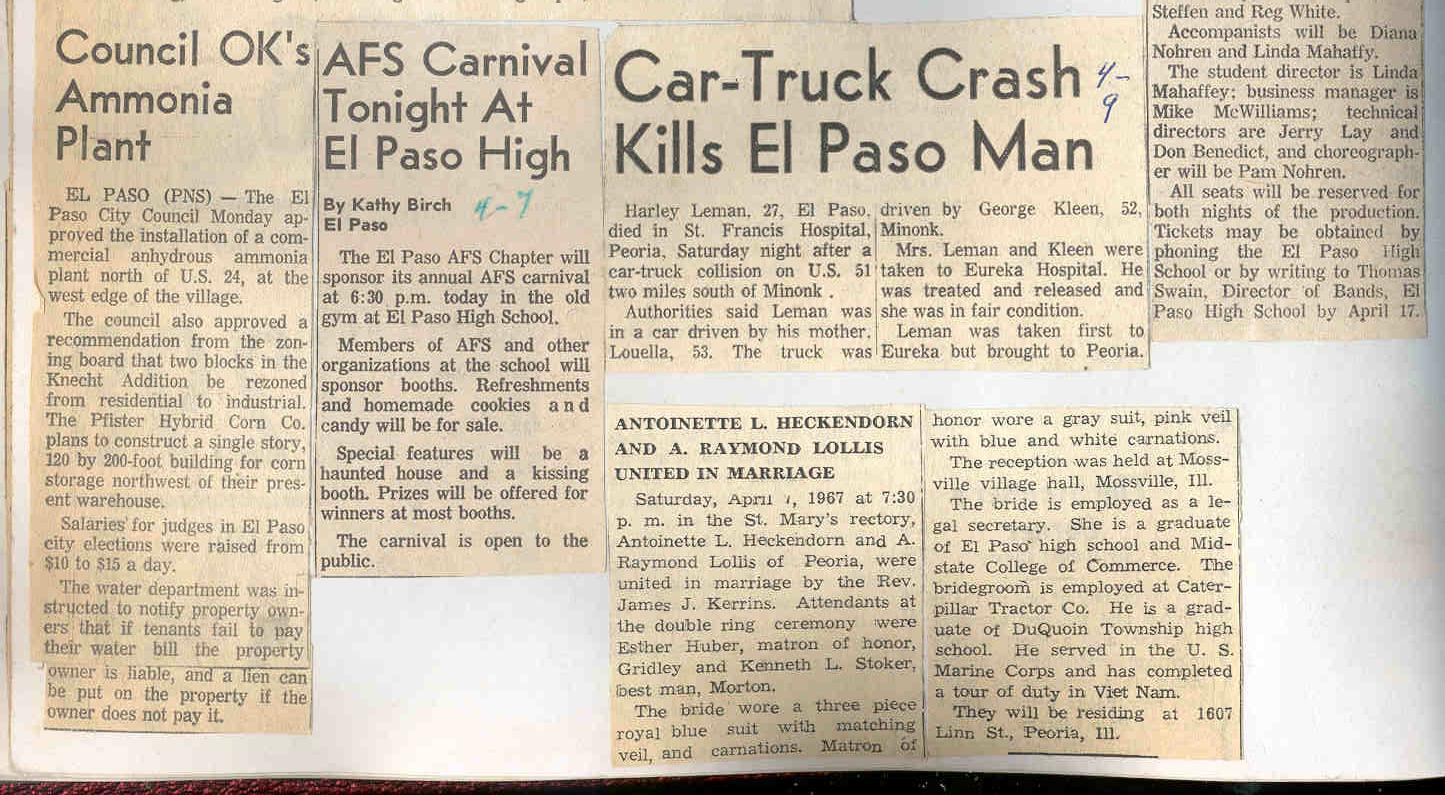 Council OK's
Ammonia
Plant
EL PASO (PNS) — The El
Paso City Council Monday ap-
proved the installation of a com-
mercial anhydrous ammonia
plant north of U.S. 24, at the
west edge of the village.
The council also approved a
recommendation from the zon-
ing board that two blocks in the
Knecht Addition be rezoned
from residential to industrial.
The Pfister Hybrid Corn Co.
plans to construct a single story,
120 by 200-foot building for corn
storage northwest of their pres-
ent warehouse.
Salaries for judges in El Paso
city elections were raised from
$10 to $15 a day.
The water department was in-
structed to notify property own-
ers that if tenants fail to pay
their water bill the property
owner is liable, and a lien can
be put on the property if the
owner does not pay it.
AFS Carnival
Tonight At
El Paso High
By Kathy Birch 4-7
El Paso
The El Paso AFS Chapter will
sponsor its annual AFS carnival
at 6:30 p.m. today in the old
gym at El Paso High School.
Members of AFS and other
organizations at the school will
sponsor booths. Refreshments
and homemade cookies and
candy will be for sale.
Special features will be a
haunted house and a kissing
booth. Prizes will be offered for
winners at most booths.
The carnival is open to the
public.
Car-Truck Crash 4-
9
Kills El Paso Man
Harley Leman, 27, El Paso,
died in St. Francis Hospital,
Peoria, Saturday night after a
car-truck collision on U.S. 51
two miles south of Minonk .
Authorities said Leman was
in a car driven by his mother,
Louella, 53. The truck was
driven by George Kleen, 52,
Minonk.
Mrs. Leman and Kleen were
taken to Eureka Hospital. He
was treated and released and
she was in fair condition.
Leman was taken first to
Eureka but brought to Peoria.
Steffen and Reg White.
Accompanists will be Diana
Nohren and Linda Mahaffy.
The student director is Linda
Mahaffey; business manager is
Mike McWilliams; technical
directors are Jerry Lay and
Don Benedict, and choreograph-
er will be Pam Nohren.
All seats will be reserved for
both nights of the production.
Tickets may be obtained by
phoning the El Paso High
School or by writing to Thomas
Swain, Director of Bands, El
Paso High School by April 17.
ANTOINETTE L. HECKENDORN
AND A. RAYMOND LOLLIS
UNITED IN MARRIAGE
Saturday, April , 1967 at 7:30
p. m. in the St. Mary's rectory,
Antoinette L. Heckendorn and A.
Raymond Lollis of Peoria, were
united in marriage by the Rev.
James J. Kerrins. Attendants at
the double ring ceremony were
Esther Huber, matron of honor,
Gridley and Kenneth L. Stoker,
best man, Morton.
The bride wore a three piece
royal blue suit with matching
veil, and carnations. Matron of
honor wore a gray suit, pink veil
with blue and white carnations.
The reception was held at Moss-
ville village hall, Mossville, Ill.
The bride is employed as a le-
gal secretary. She is a graduate
of El Paso high school and Mid-
state College of Commerce. The
bridegroom is employed at Cater-
pillar Tractor Co. He is a grad-
uate of DuQuoin Township high
school. He served in the U. S.
Marine Corps and has completed
a tour of duty in Viet Nam.
They will be residing at 1607
Linn St., Peoria, Ill.